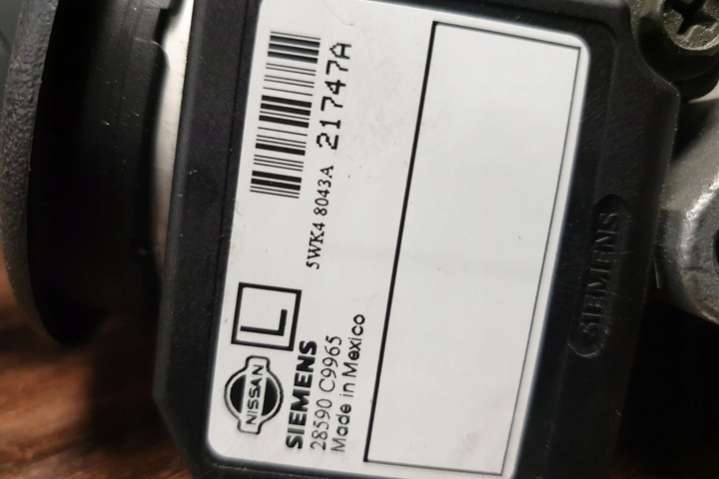 NISSAN
L
SIEMENS
28590 C9965
Made in Mexico
5WK4 8043A
21747A
SIEMENS